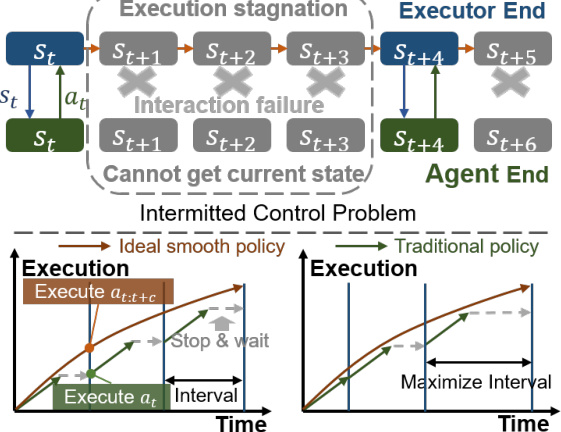 Execution stagnation
Executor End
s_t s_{t+1} s_{t+2} s_{t+3} s_{t+4} s_{t+5}
s_t a_t
Interaction failure
s_t s_{t+1} s_{t+2} s_{t+3} s_{t+4} s_{t+6}
Cannot get current state
Agent End
Intermitted Control Problem
Ideal smooth policy
Traditional policy
Execution
Execute a_{t:t+c}
Stop & wait
Execute a_t
Interval
Time
Execution
Maximize Interval
Time